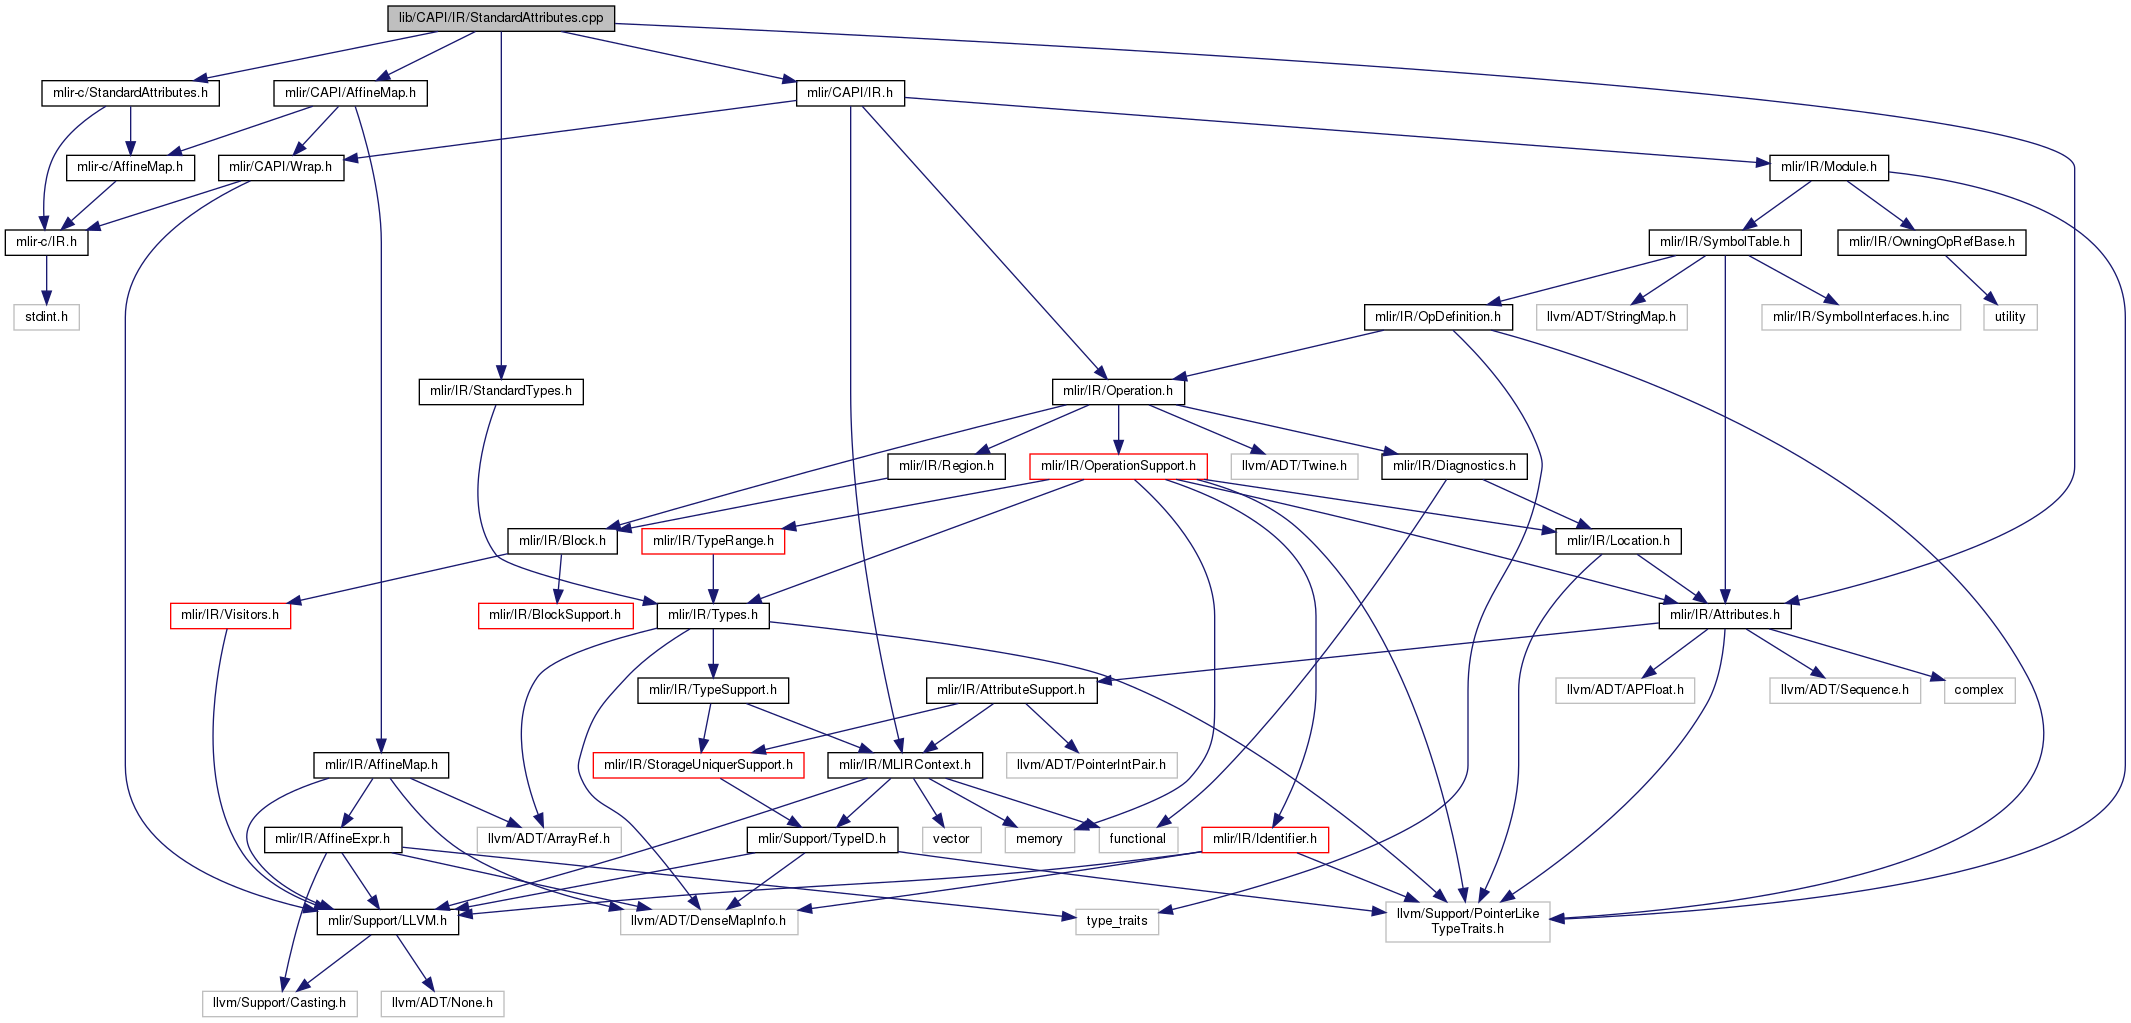 lib/CAPI/IR/StandardAttributes.cpp
mlir-c/StandardAttributes.h
mlir/CAPI/AffineMap.h
mlir/CAPI/IR.h
mlir-c/AffineMap.h
mlir/CAPI/Wrap.h
mlir/IR/Module.h
mlir-c/IR.h
mlir/IR/SymbolTable.h
mlir/IR/OwningOpRefBase.h
stdint.h
mlir/IR/OpDefinition.h
llvm/ADT/StringMap.h
mlir/IR/SymbolInterfaces.h.inc
utility
mlir/IR/StandardTypes.h
mlir/IR/Operation.h
mlir/IR/Region.h
mlir/IR/OperationSupport.h
llvm/ADT/Twine.h
mlir/IR/Diagnostics.h
mlir/IR/Block.h
mlir/IR/TypeRange.h
mlir/IR/Location.h
mlir/IR/Visitors.h
mlir/IR/BlockSupport.h
mlir/IR/Types.h
mlir/IR/Attributes.h
mlir/IR/TypeSupport.h
mlir/IR/AttributeSupport.h
llvm/ADT/APFloat.h
llvm/ADT/Sequence.h
complex
mlir/IR/AffineMap.h
mlir/IR/StorageUniquerSupport.h
mlir/IR/MLIRContext.h
llvm/ADT/PointerIntPair.h
mlir/IR/AffineExpr.h
llvm/ADT/ArrayRef.h
mlir/Support/TypeID.h
vector
memory
functional
mlir/IR/Identifier.h
mlir/Support/LLVM.h
llvm/ADT/DenseMapInfo.h
type_traits
llvm/Support/PointerLike
TypeTraits.h
llvm/Support/Casting.h
llvm/ADT/None.h